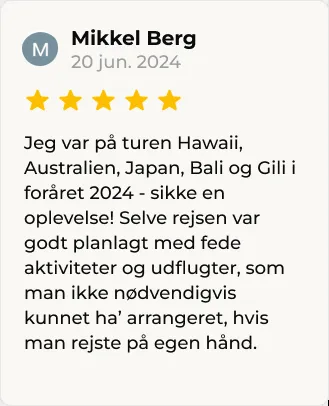 M
Mikkel Berg
20 jun. 2024
Jeg var på turen Hawaii,
Australien, Japan, Bali og Gili i
foråret 2024 - sikke en
oplevelse! Selve rejsen var
godt planlagt med fede
aktiviteter og udflugter, som
man ikke nødvendigvis
kunnet ha’ arrangeret, hvis
man rejste på egen hånd.